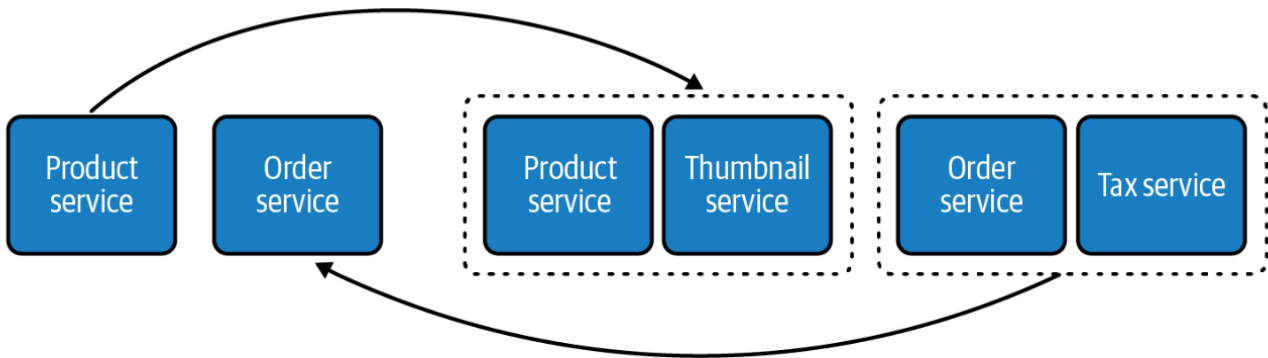 Product
service
Order
service
Product
service
Thumbnail
service
Order
service
Tax service